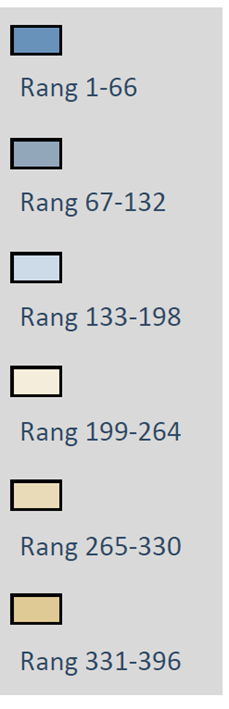 Rang 1-66
Rang 67-132
Rang 133-198
Rang 199-264
Rang 265-330
Rang 331-396